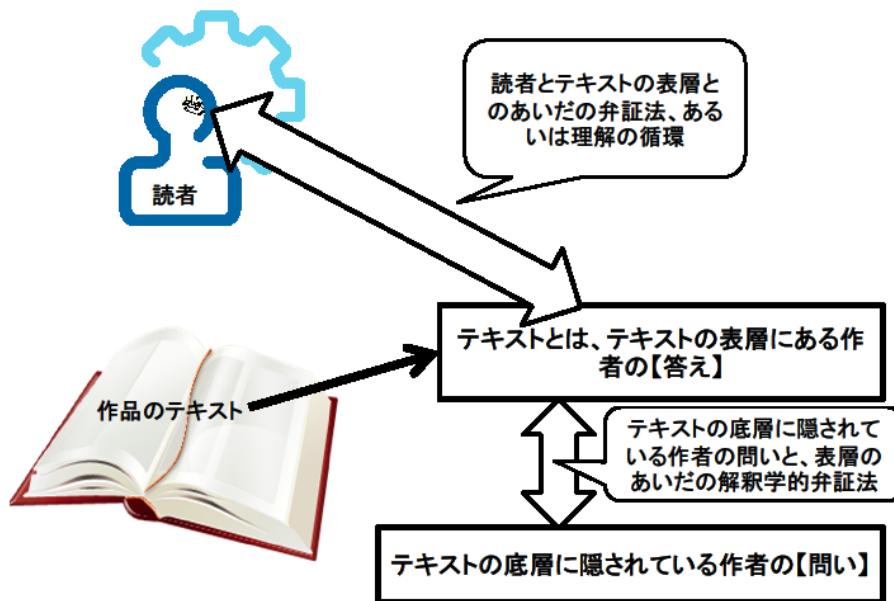 読者とテキストの表層と
のあいだの弁証法、ある
いは理解の循環
読者
テキストとは、テキストの表層にある作
者の【答え】
作品のテキスト
テキストの底層に隠されて
いる作者の問いと、表層の
あいだの解釈学的弁証法
テキストの底層に隠されている作者の【問い】